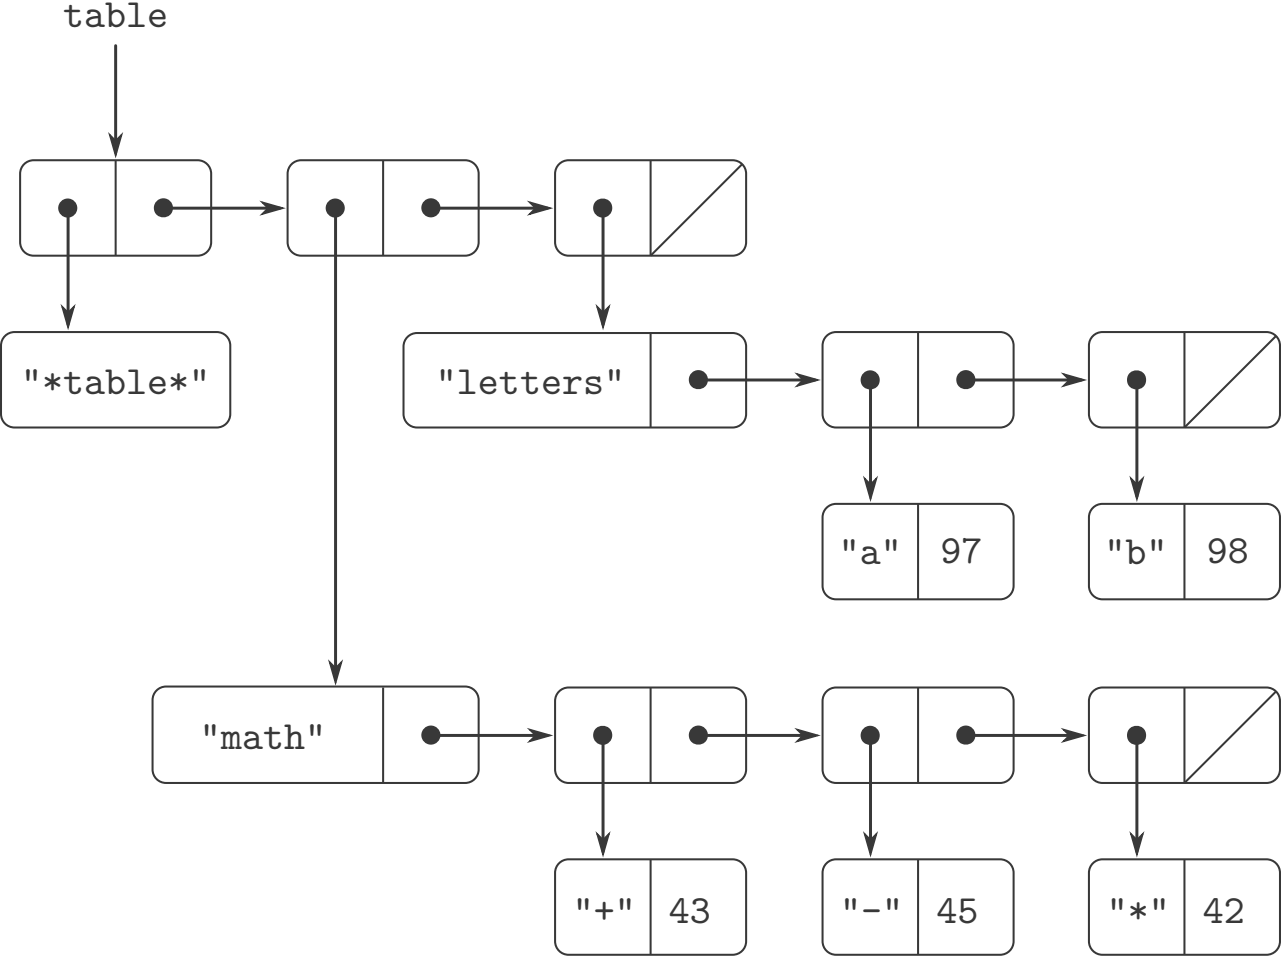 table
"*table*"
"letters"
"a" 97
"b" 98
"math"
"+" 43
"-" 45
"*" 42